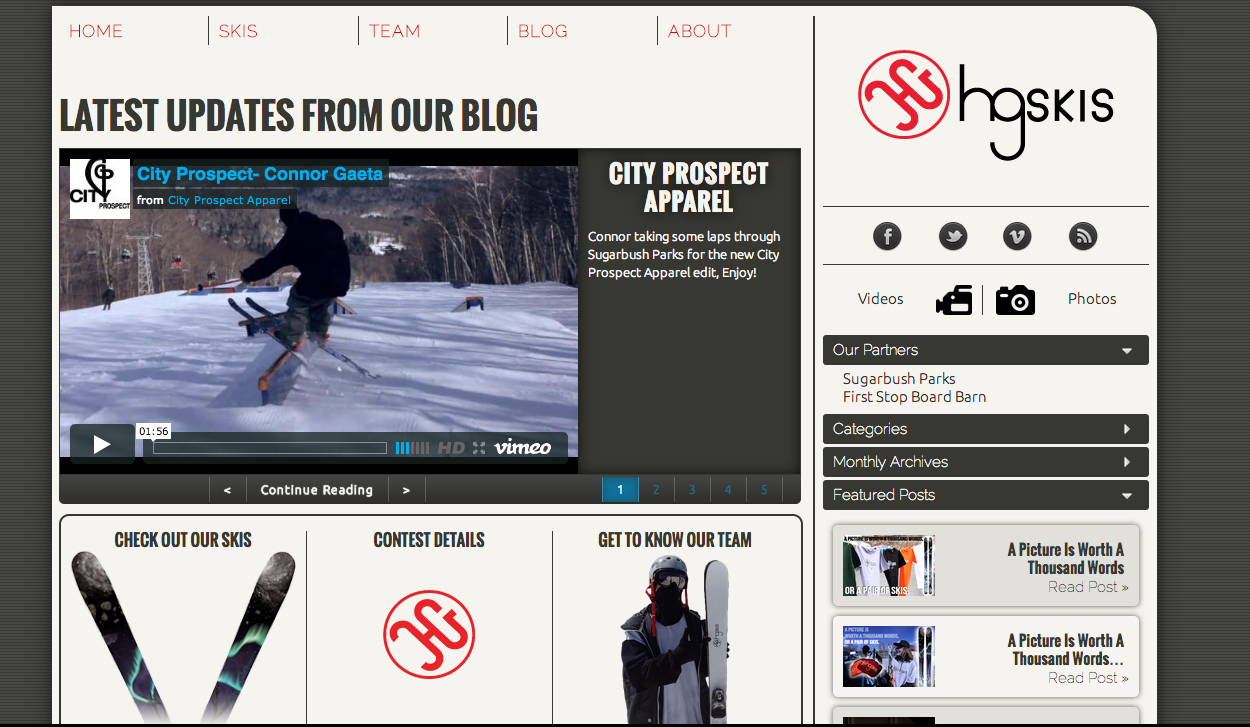 HOME
SKIS
TEAM
BLOG
ABOUT
hgSKIS
LATEST UPDATES FROM OUR BLOG
CITY
PROSPECT
City Prospect- Connor Gaeta
from City Prospect Apparel
01:56
HD
vimeo
CITY PROSPECT
APPAREL
Connor taking some laps through
Sugarbush Parks for the new City
Prospect Apparel edit, Enjoy!
< Continue Reading >
1 2 3 4 5
CHECK OUT OUR SKIS
CONTEST DETAILS
GET TO KNOW OUR TEAM
Videos
Photos
Our Partners
Sugarbush Parks
First Stop Board Barn
Categories
Monthly Archives
Featured Posts
A PICTURE IS WORTH A THOUSAND WORDS,
OR A PAIR OF SKIS.
A Picture Is Worth A
Thousand Words
Read Post »
A PICTURE IS
WORTH A THOUSAND WORDS,
OR A PAIR OF SKIS.
A Picture Is Worth A
Thousand Words…
Read Post »